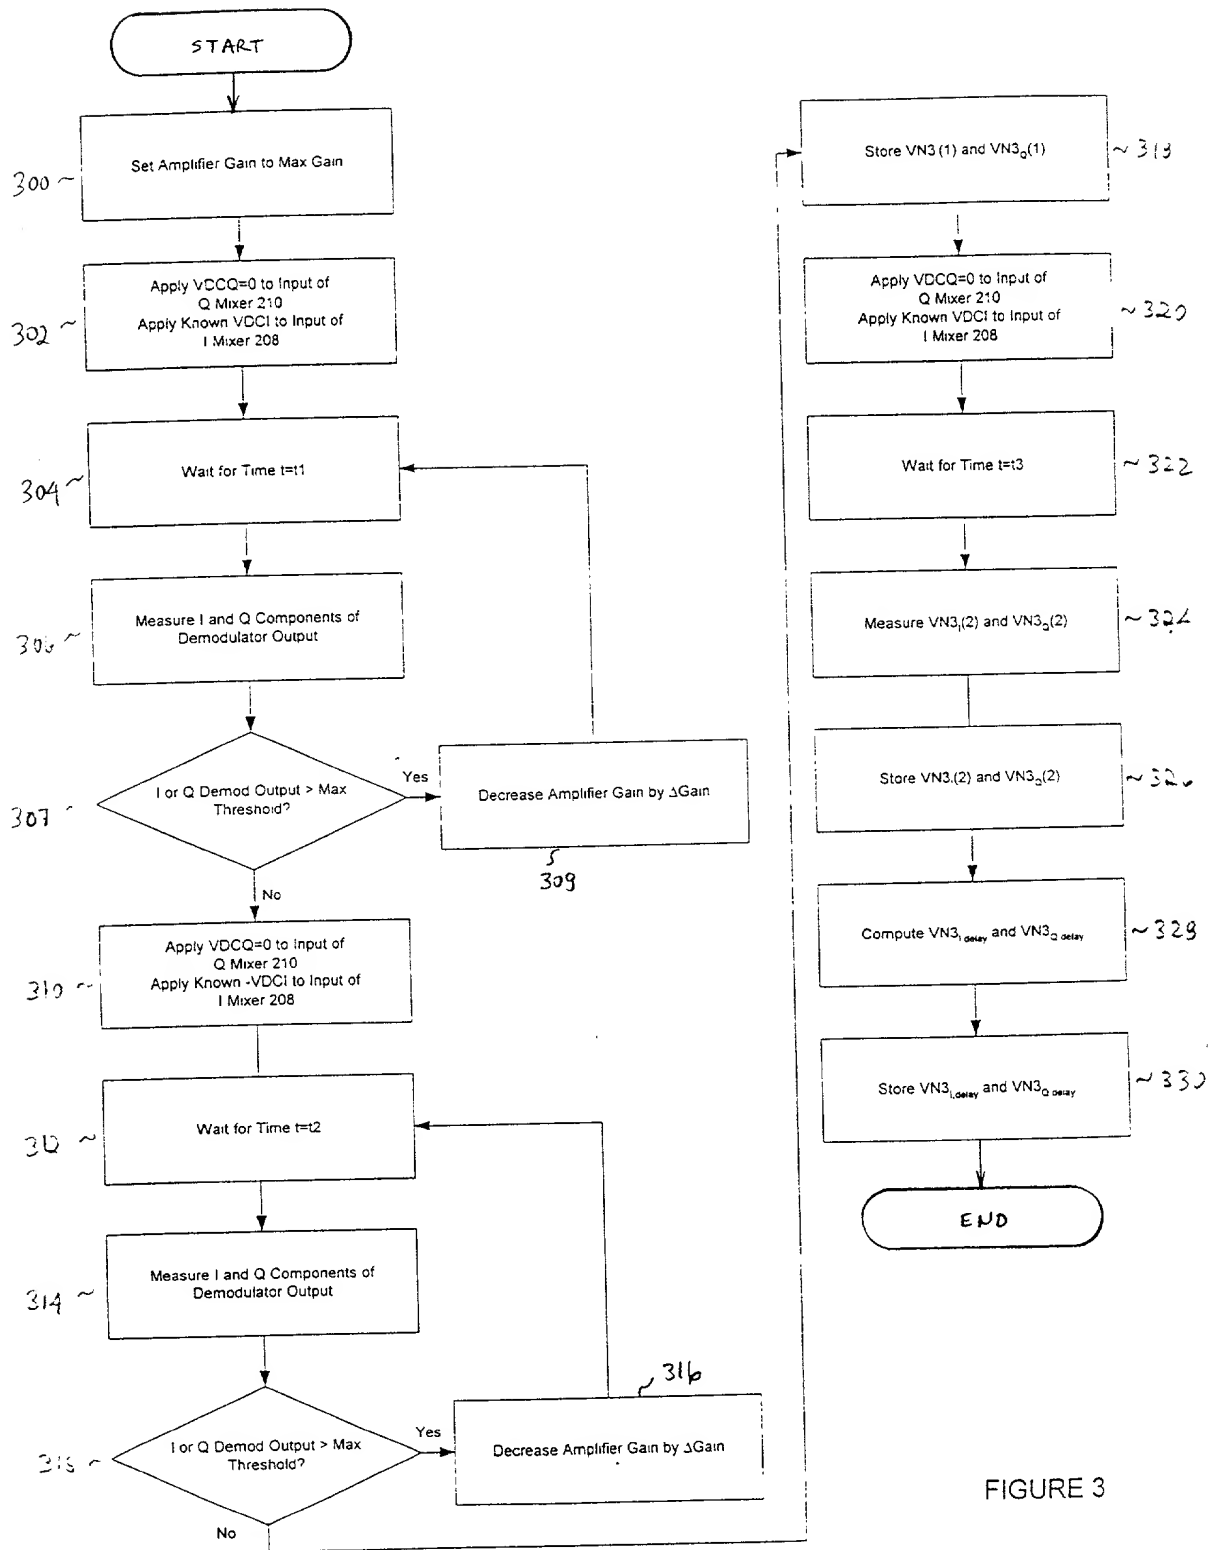 START
Set Amplifier Gain to Max Gain
300 ~
Apply VDCQ=0 to Input of
Q Mixer 210
Apply Known VDCI to Input of
I Mixer 208
302 ~
Wait for Time t=t1
304 ~
Measure I and Q Components of
Demodulator Output
306 ~
I or Q Demod Output > Max
Threshold?
307 ~
Yes
Decrease Amplifier Gain by ΔGain
309
No
Apply VDCQ=0 to Input of
Q Mixer 210
Apply Known -VDCI to Input of
I Mixer 208
310 ~
Wait for Time t=t2
312 ~
Measure I and Q Components of
Demodulator Output
314 ~
I or Q Demod Output > Max
Threshold?
Yes
Decrease Amplifier Gain by ΔGain
~ 316
No
Store VN3(1) and VN3Q(1)
~ 318
Apply VDCQ=0 to Input of
Q Mixer 210
Apply Known VDCI to Input of
I Mixer 208
~ 320
Wait for Time t=t3
~ 322
Measure VN3I(2) and VN3Q(2)
~ 324
Store VN3I(2) and VN3Q(2)
~ 326
Compute VN3I,delay and VN3Q delay
~ 328
Store VN3I,delay and VN3Q delay
~ 330
END
FIGURE 3